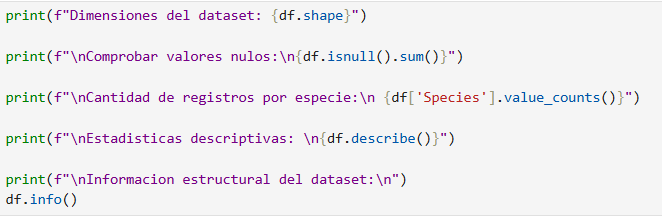 print(f"Dimensiones del dataset: {df.shape}")
print(f"\nComprobar valores nulos:\n{df.isnull().sum()}")
print(f"\nCantidad de registros por especie:\n {df['Species'].value_counts()}")
print(f"\nEstadisticas descriptivas: \n{df.describe()}")
print(f"\nInformacion estructural del dataset:\n")
df.info()